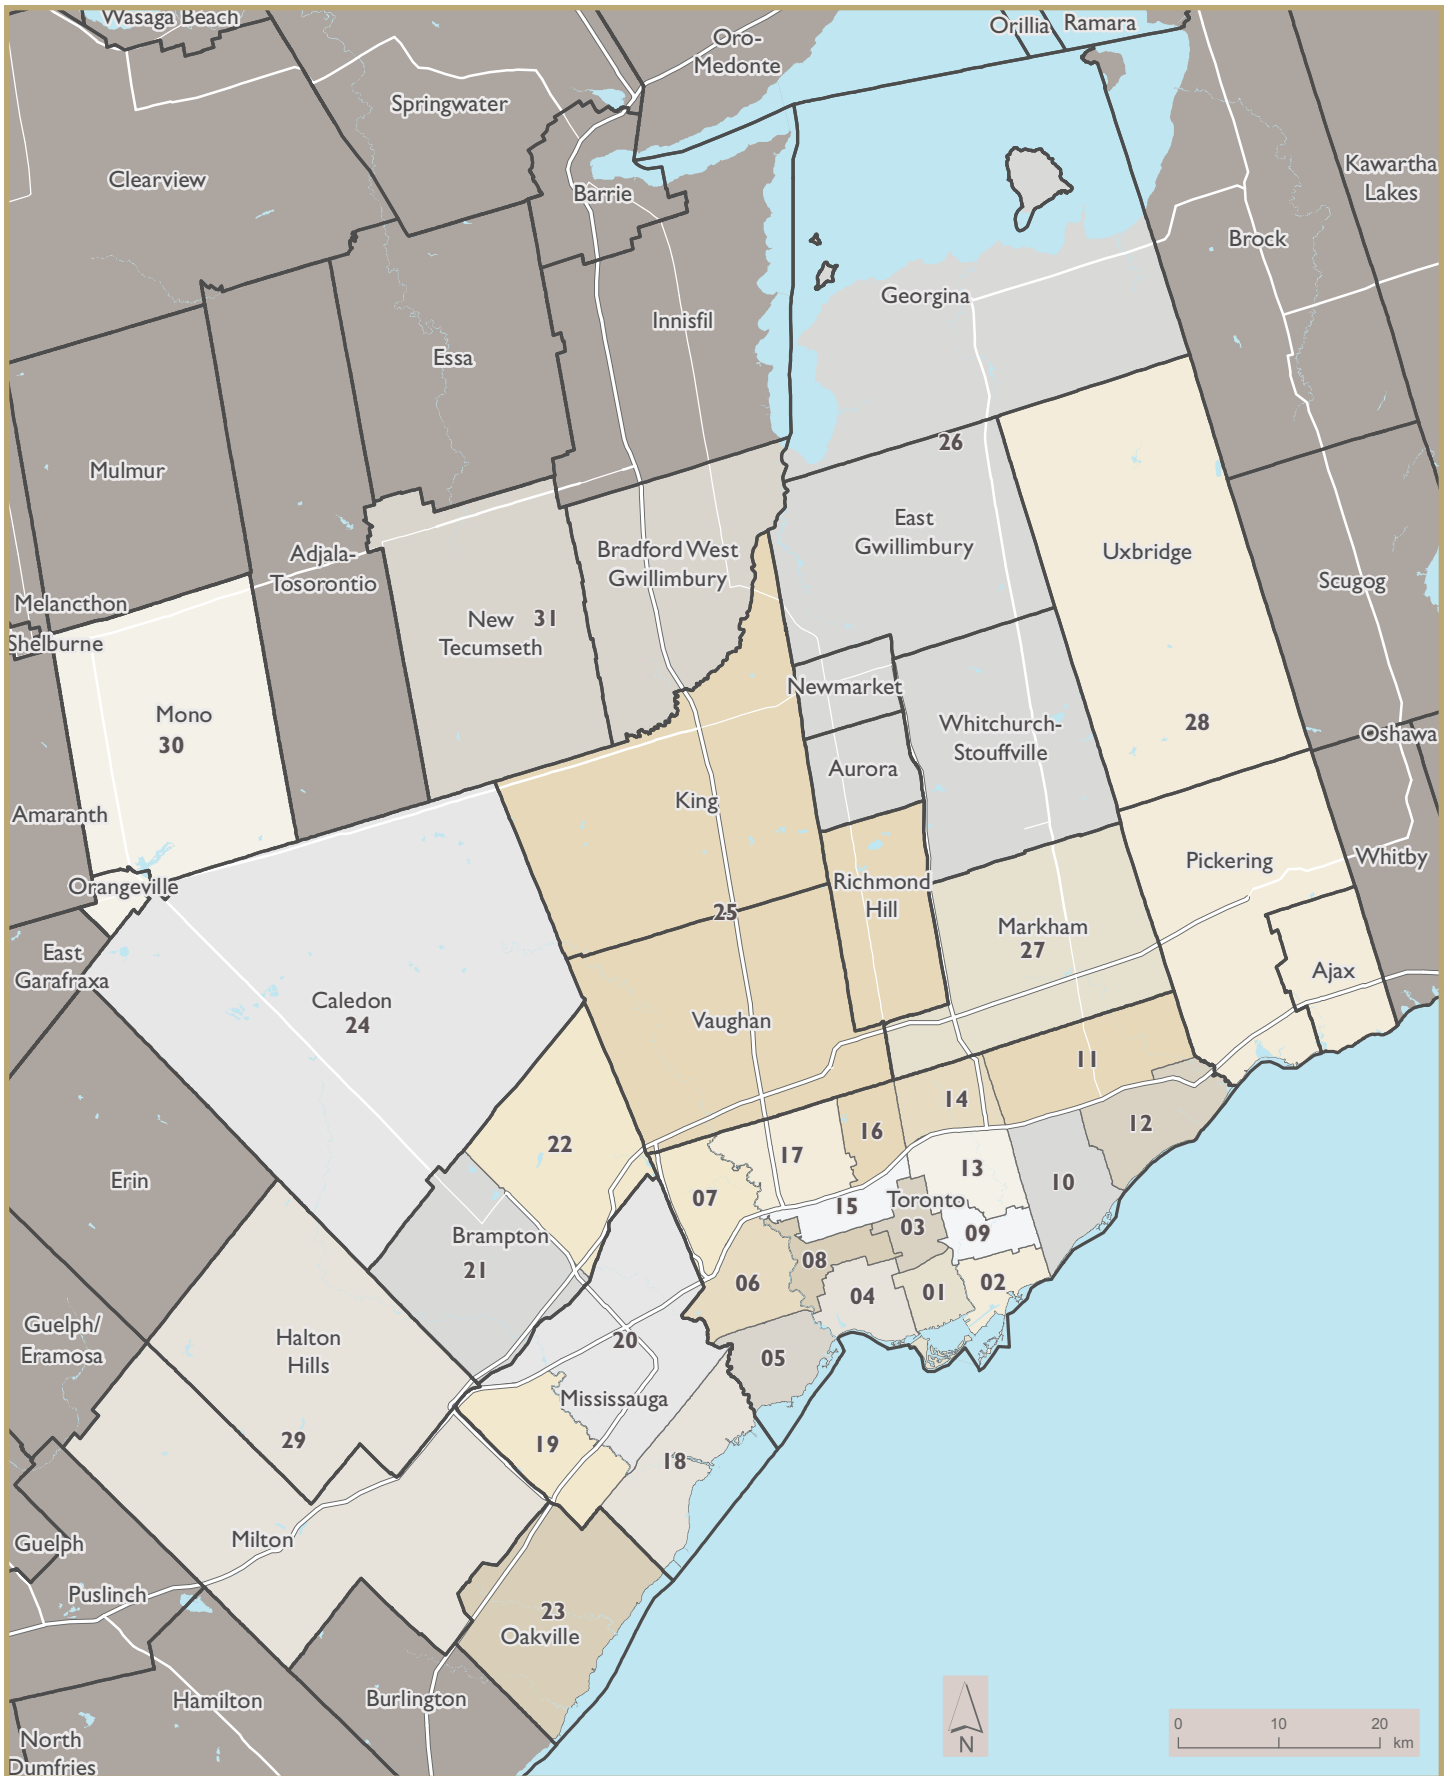 Wasaga Beach
Orillia
Ramara
Oro-
Medonte
Springwater
Clearview
Kawartha
Lakes
Barrie
Brock
Georgina
Innisfil
Essa
26
Mulmur
East
Gwillimbury
Bradford West
Gwillimbury
Uxbridge
Adjala-
Tosorontio
Scugog
Melancthon
New
Tecumseth
31
Shelburne
Newmarket
Mono
30
Whitchurch-
Stouffville
28
Oshawa
Aurora
King
Amaranth
Pickering
Whitby
Orangeville
Richmond
Hill
25
Markham
27
East
Garafraxa
Ajax
Caledon
24
Vaughan
11
14
12
16
22
17
13
Erin
10
07
Toronto
15
03
09
Brampton
21
08
06
02
01
04
Guelph/
Eramosa
Halton
Hills
20
05
Mississauga
29
19
18
Milton
Guelph
Puslinch
23
Oakville
Hamilton
Burlington
North
Dumfries
N
0 10 20
km